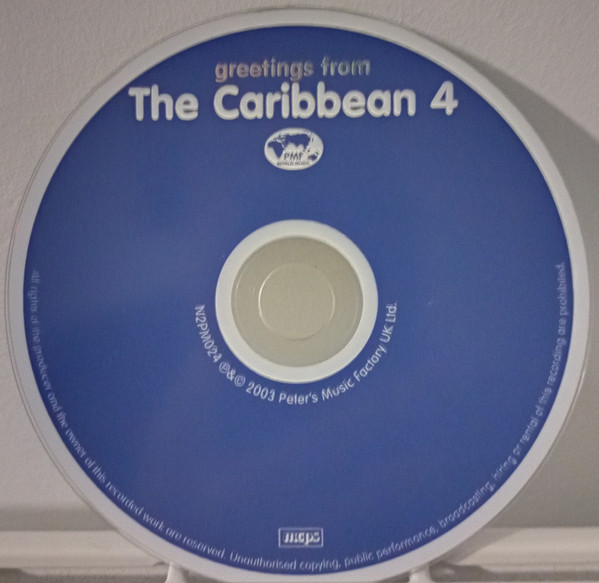 greetings from
The Caribbean 4
PMF
WORLD MUSIC
N2PM024 ℗&© 2003 Peter's Music Factory UK Ltd.
All rights of the producer and the owner of this recorded work are reserved. Unauthorised copying, public performance, broadcasting, hiring or rental of this recording are prohibited.
mcps